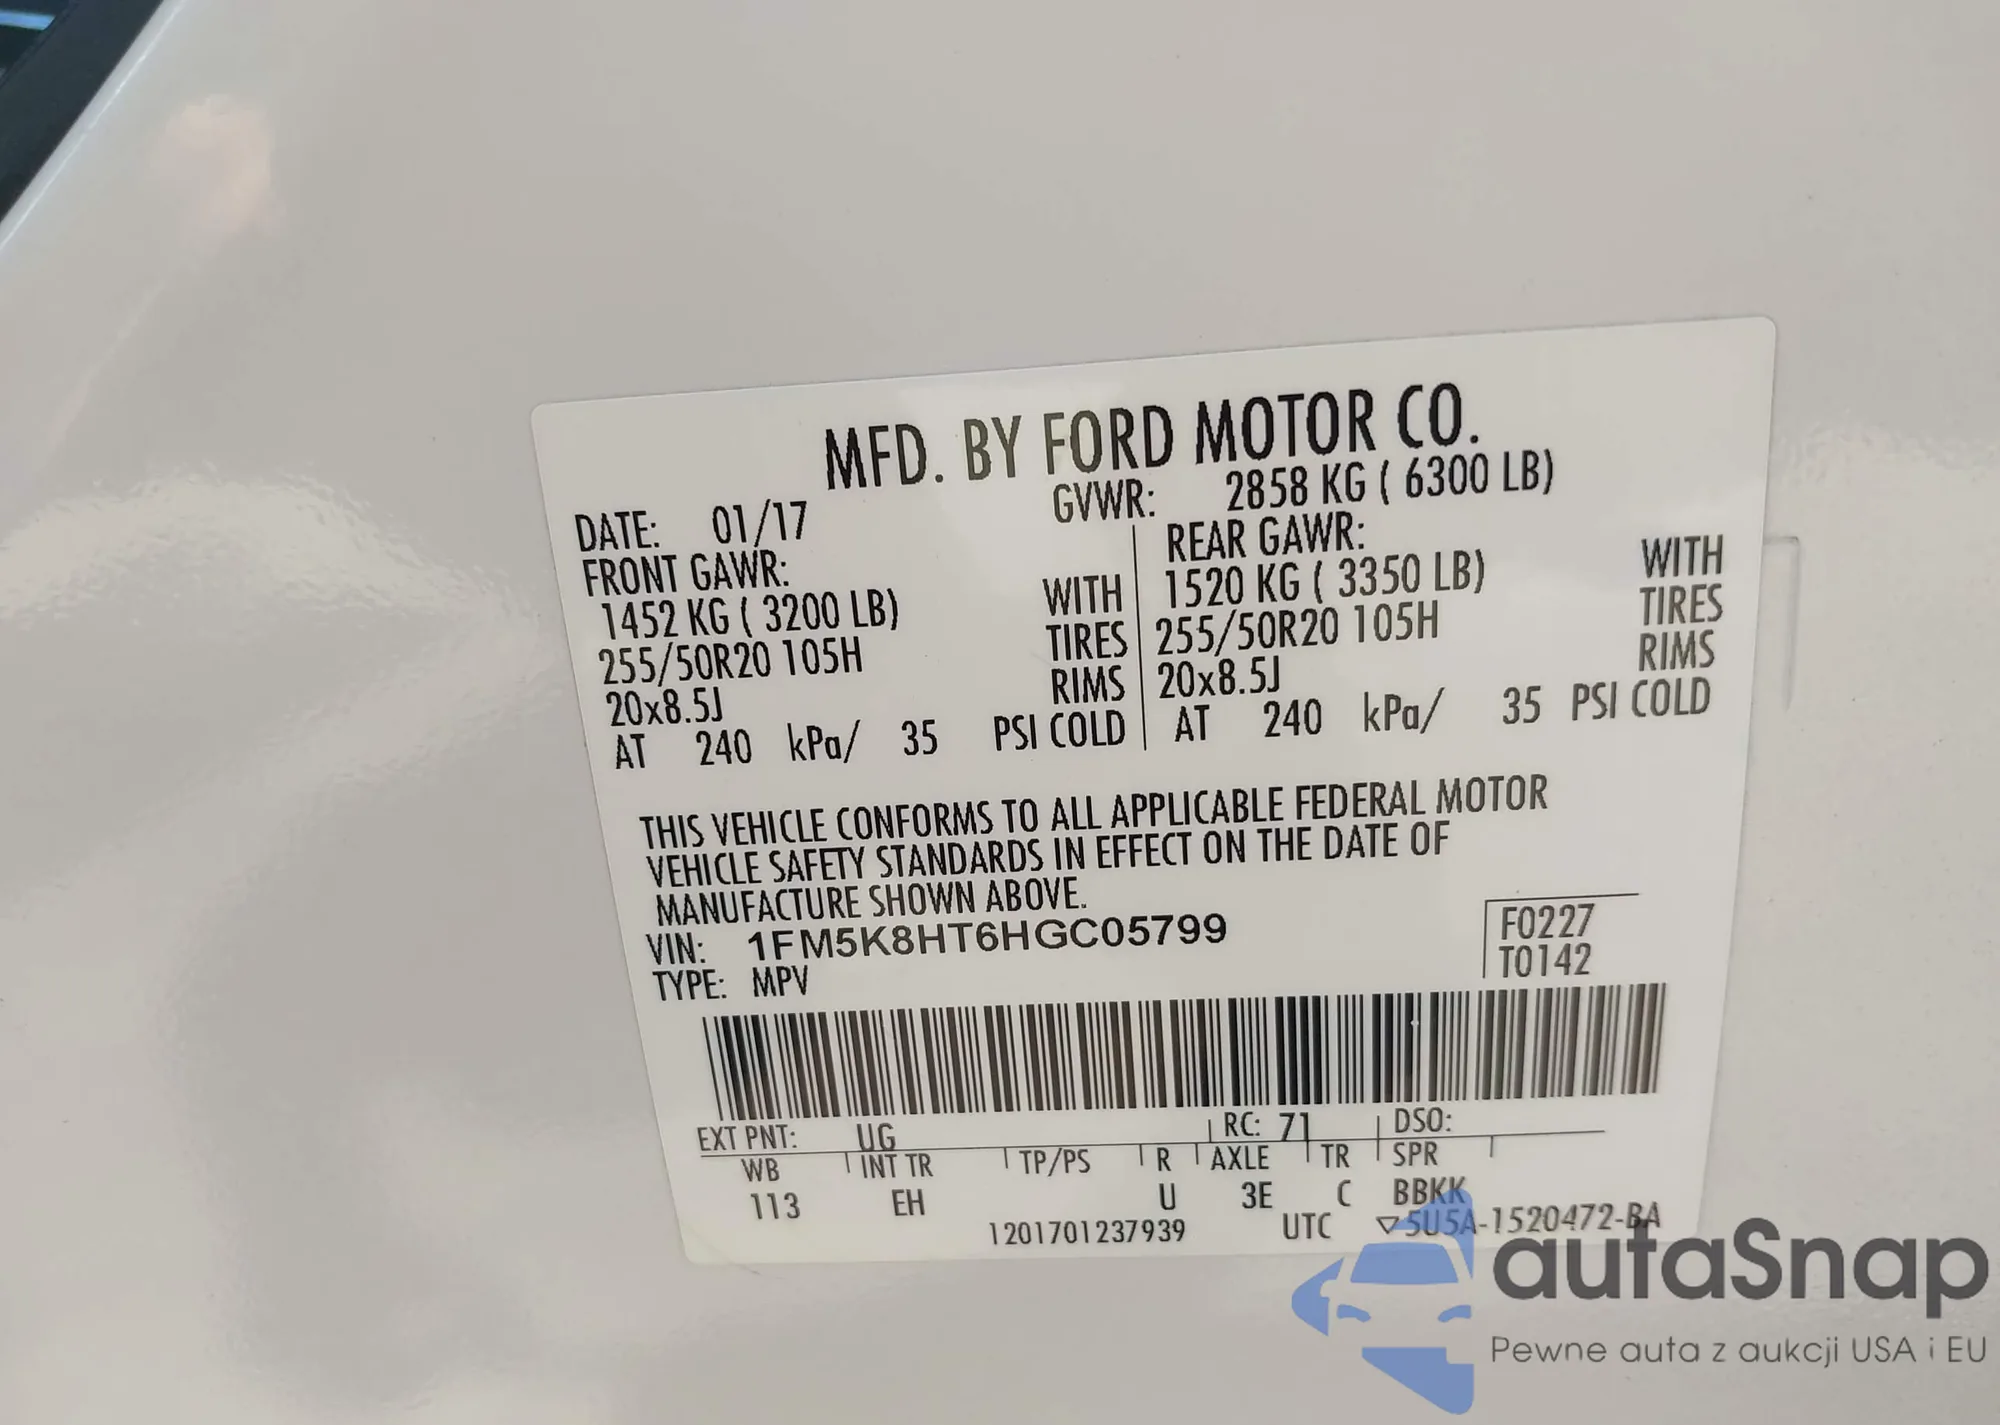 MFD. BY FORD MOTOR CO.
DATE: 01/17 GVWR: 2858 KG ( 6300 LB)
FRONT GAWR: REAR GAWR:
1452 KG ( 3200 LB) WITH 1520 KG ( 3350 LB) WITH
255/50R20 105H TIRES 255/50R20 105H TIRES
20x8.5J RIMS 20x8.5J RIMS
AT 240 kPa/ 35 PSI COLD AT 240 kPa/ 35 PSI COLD
THIS VEHICLE CONFORMS TO ALL APPLICABLE FEDERAL MOTOR
VEHICLE SAFETY STANDARDS IN EFFECT ON THE DATE OF
MANUFACTURE SHOWN ABOVE.
VIN: 1FM5K8HT6HGC05799 F0227
TYPE: MPV T0142
EXT PNT: UG RC: 71 DSO:
WB INT TR TP/PS R AXLE TR SPR
113 EH U 3E C BBKK
1201701237939 UTC ▽5U5A-1520472-BA
autaSnap
Pewne auta z aukcji USA i EU